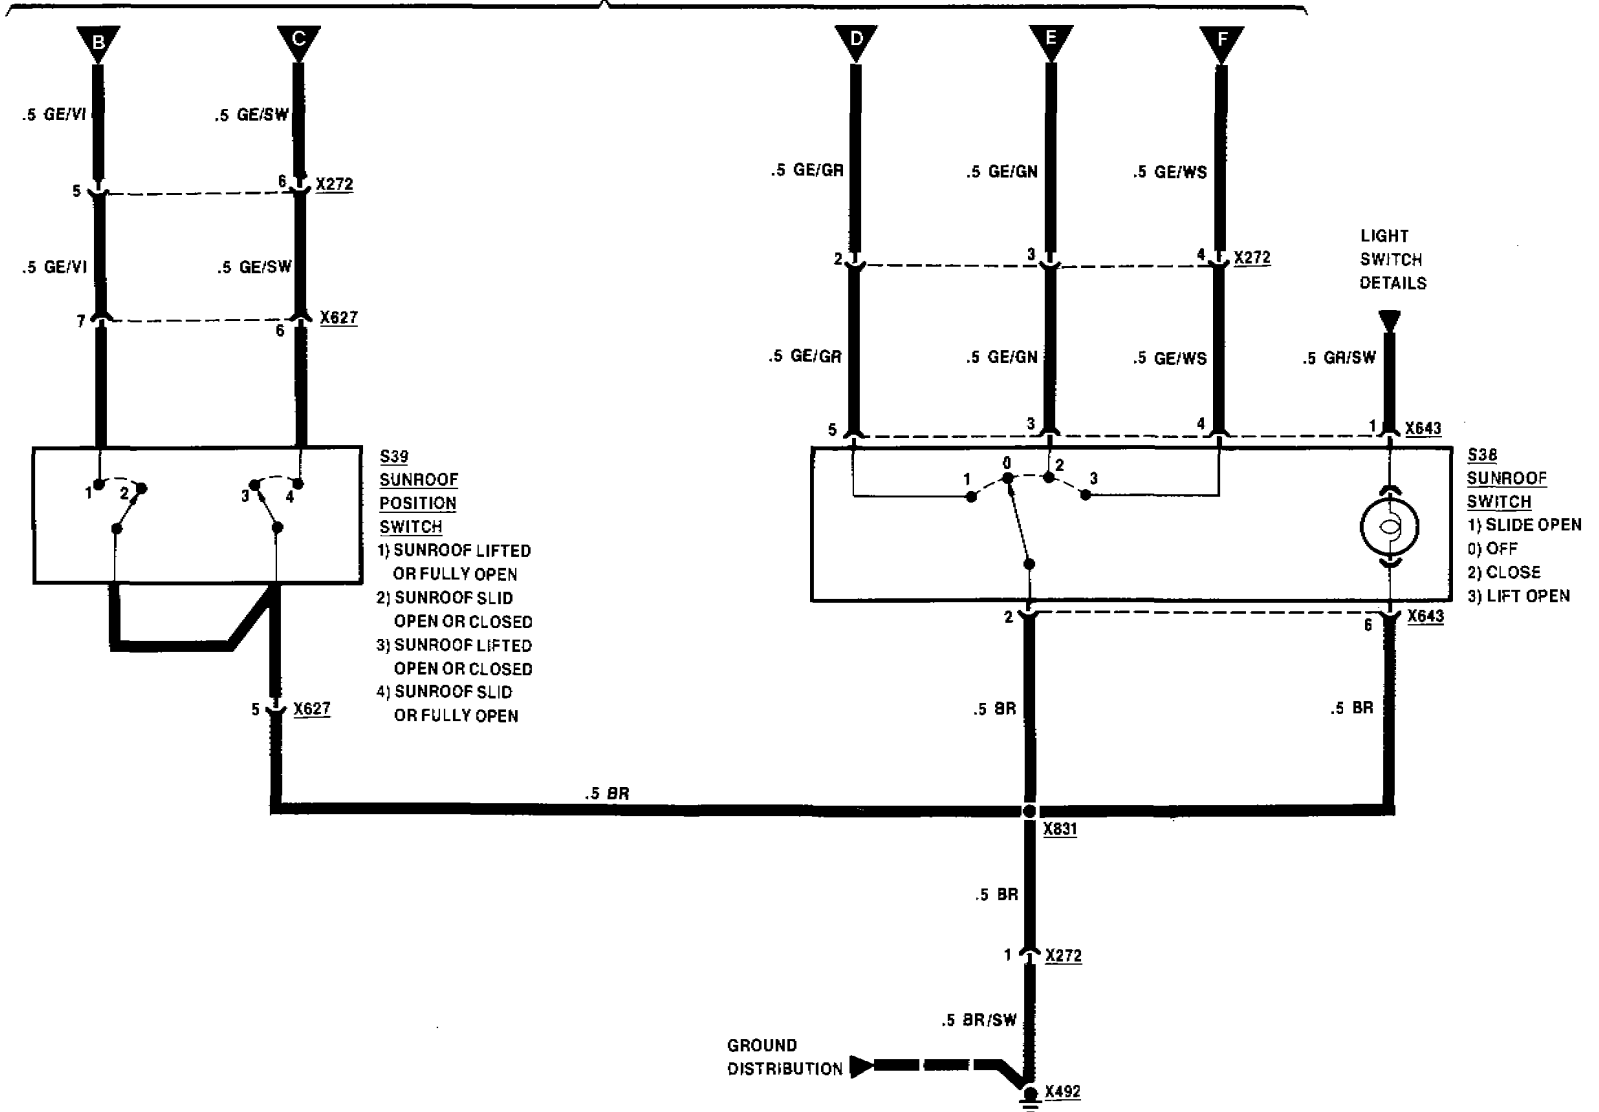 B C D E F
.5 GE/VI .5 GE/SW
.5 GE/GR .5 GE/GN .5 GE/WS
5 6 X272
LIGHT
SWITCH
DETAILS
2 3 4 X272
.5 GE/VI .5 GE/SW
7 6 X627
.5 GE/GR .5 GE/GN .5 GE/WS .5 GR/SW
5 3 4 1 X643
1 2 3 4
S39
SUNROOF
POSITION
SWITCH
1) SUNROOF LIFTED
OR FULLY OPEN
2) SUNROOF SLID
OPEN OR CLOSED
3) SUNROOF LIFTED
OPEN OR CLOSED
4) SUNROOF SLID
OR FULLY OPEN
1 0 2 3
S38
SUNROOF
SWITCH
1) SLIDE OPEN
0) OFF
2) CLOSE
3) LIFT OPEN
2 6 X643
5 X627
.5 BR .5 BR
.5 BR
X831
.5 BR
1 X272
.5 BR/SW
GROUND
DISTRIBUTION
X492